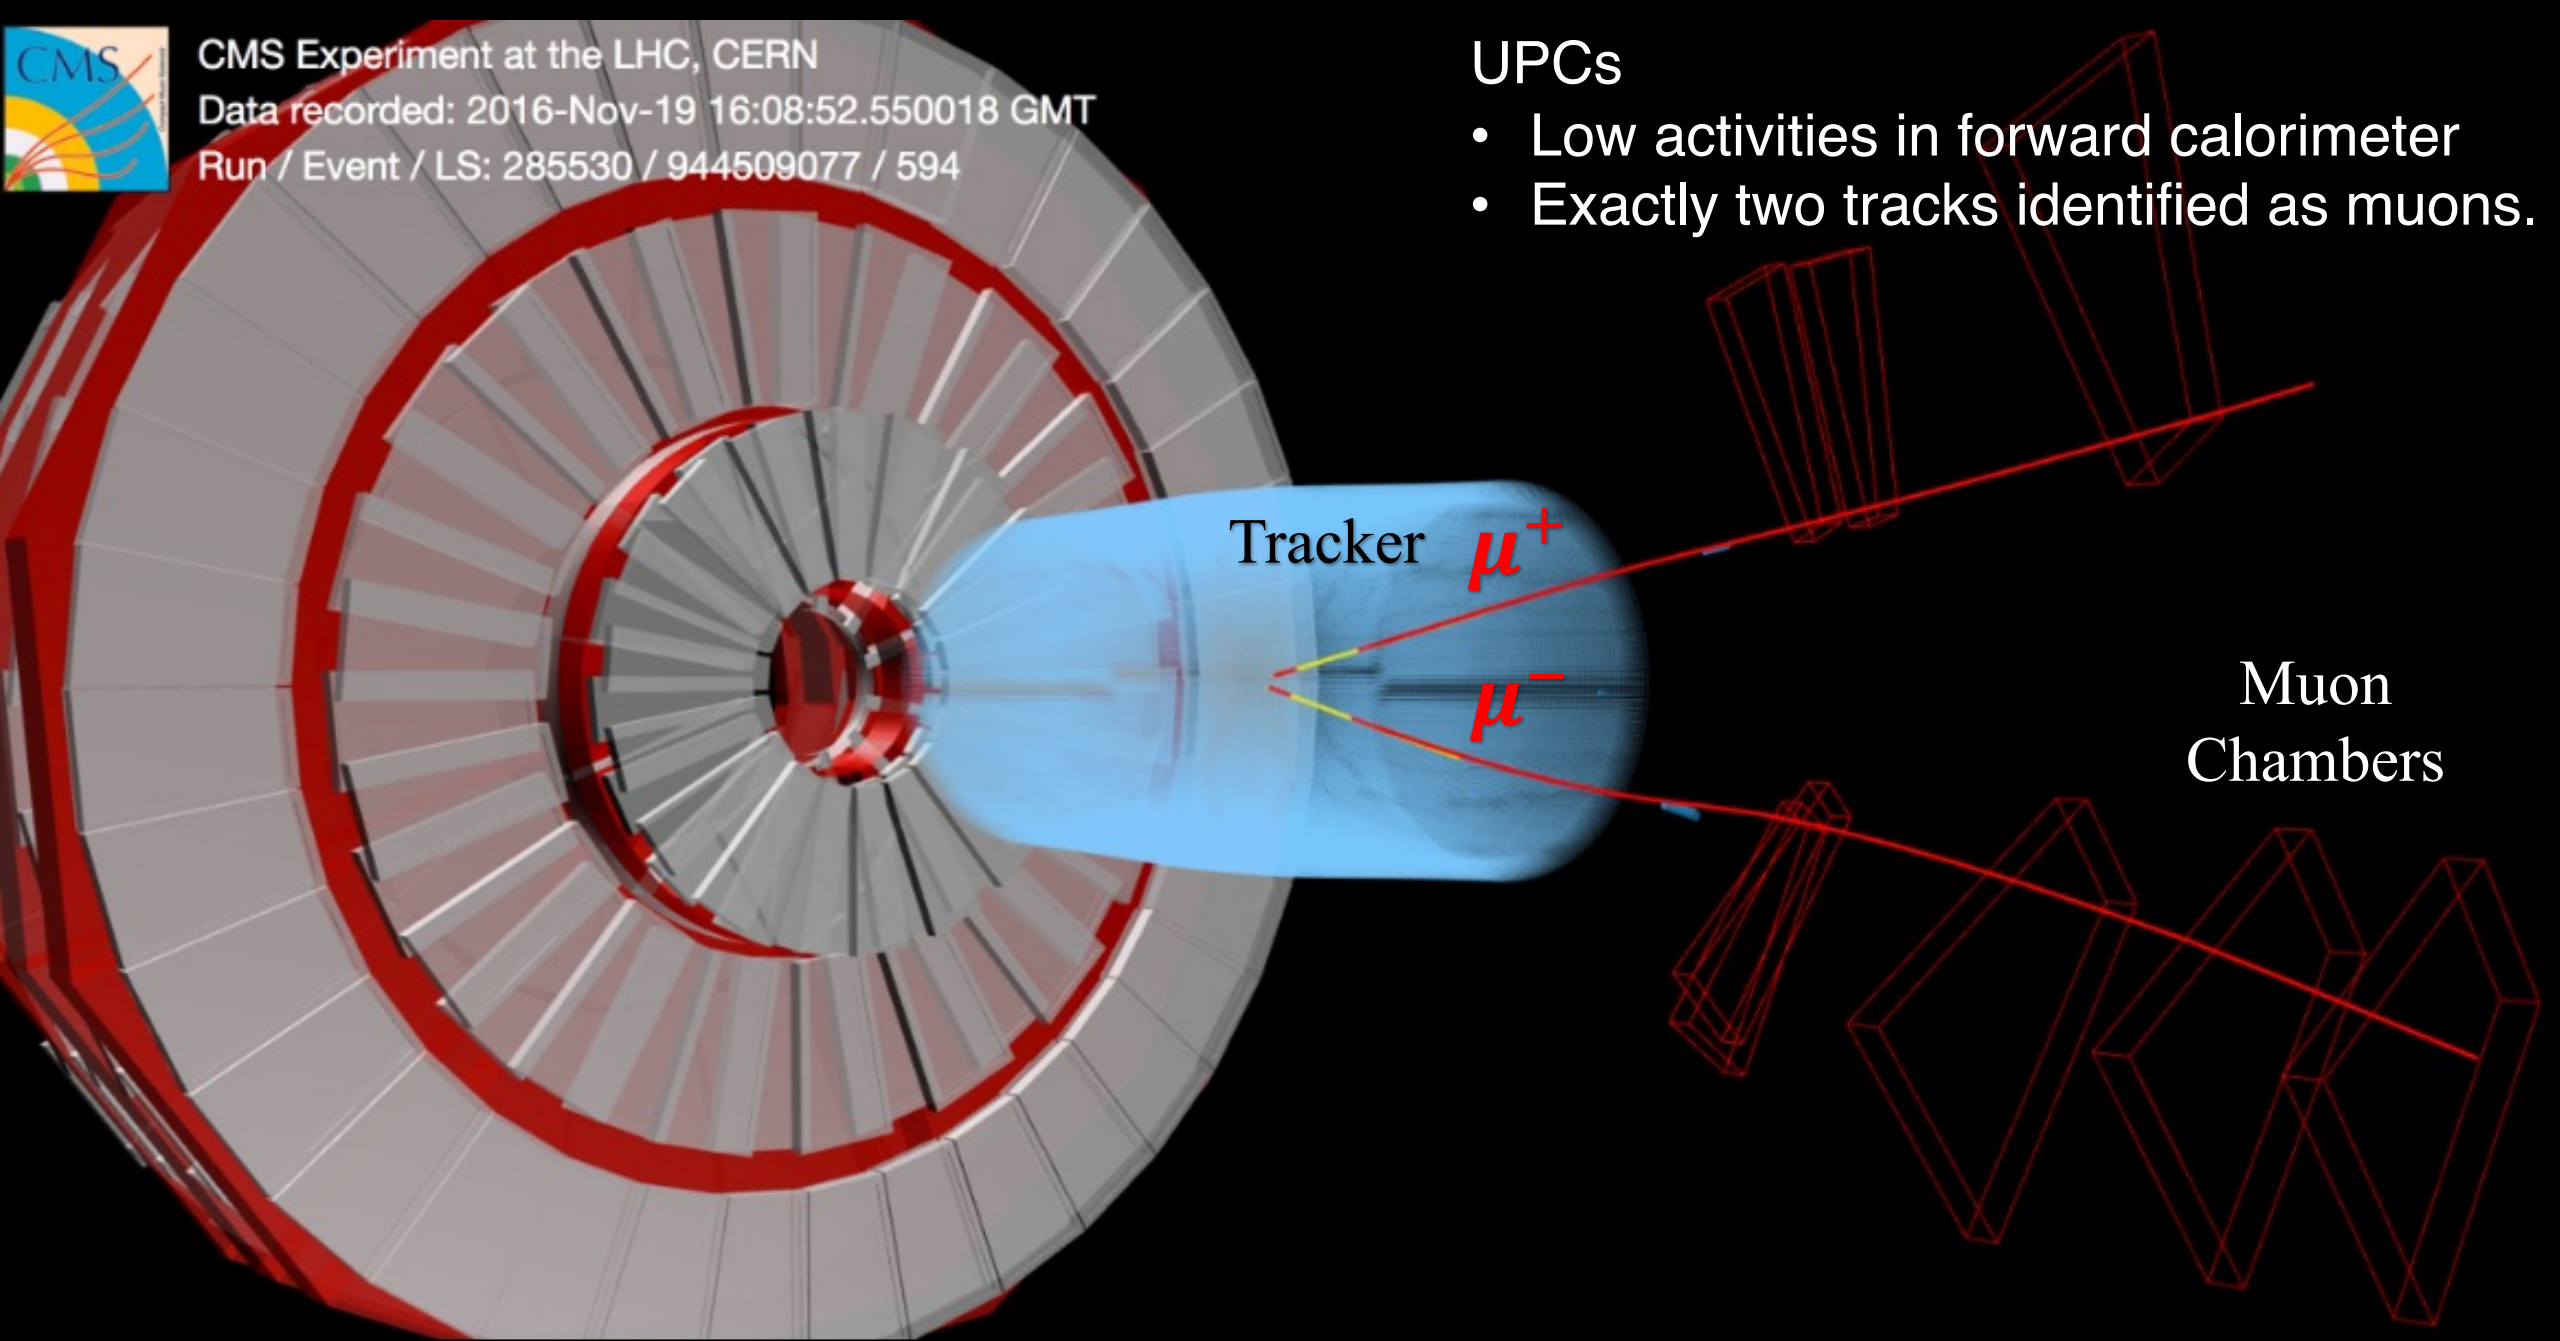 CMS
CMS Experiment at the LHC, CERN
Data recorded: 2016-Nov-19 16:08:52.550018 GMT
Run / Event / LS: 285530 / 944509077 / 594
UPCs
• Low activities in forward calorimeter
• Exactly two tracks identified as muons.
Tracker μ⁺
μ⁻
Muon
Chambers